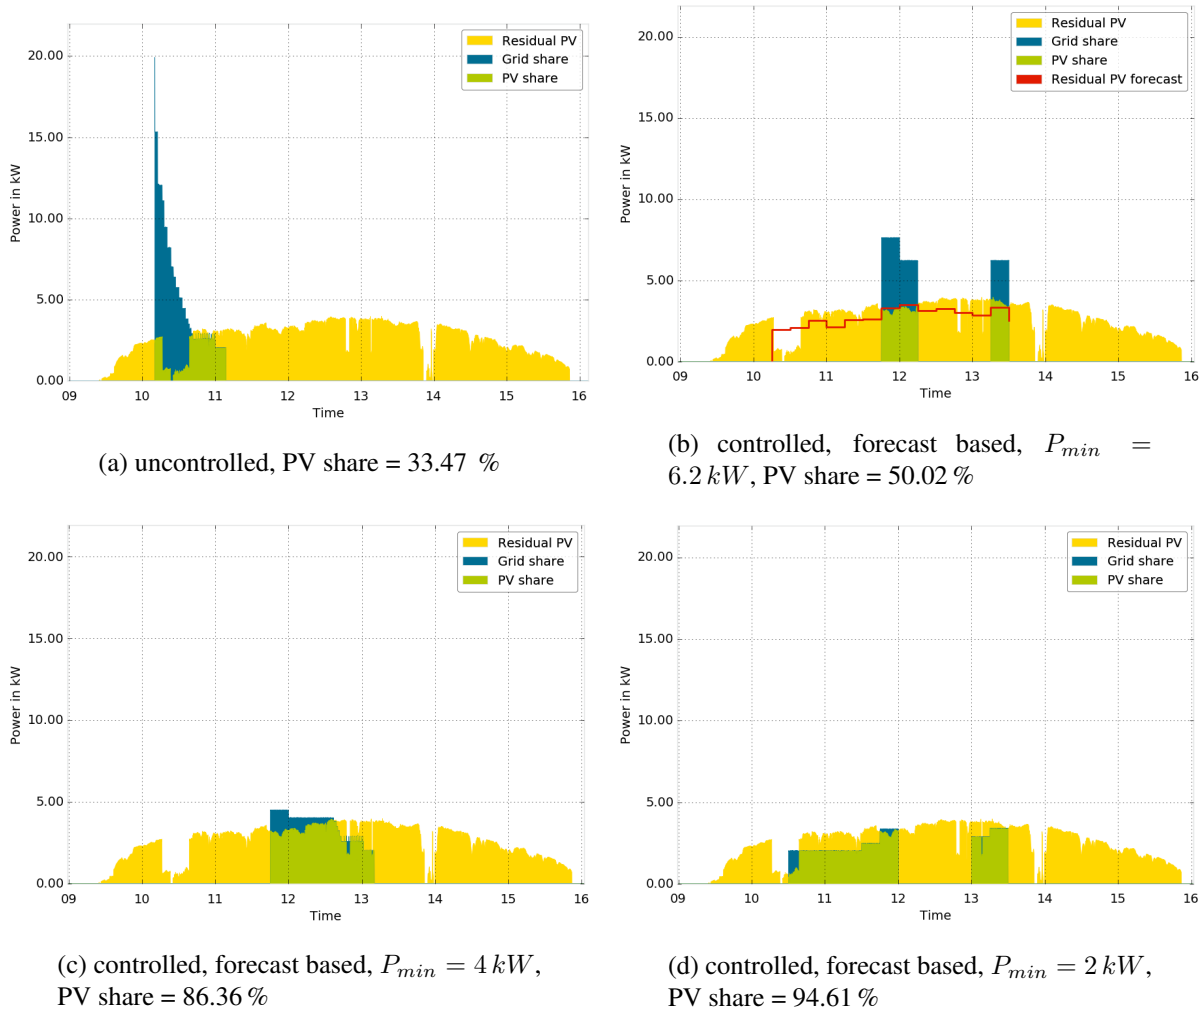 20.00
15.00
10.00
5.00
0.00
Power in kW
09 10 11 12 13 14 15 16
Time
Residual PV
Grid share
PV share
(a) uncontrolled, PV share = 33.47 %
20.00
15.00
10.00
5.00
0.00
Power in kW
09 10 11 12 13 14 15 16
Time
Residual PV
Grid share
PV share
Residual PV forecast
(b) controlled, forecast based, P_min =
6.2 kW, PV share = 50.02 %
20.00
15.00
10.00
5.00
0.00
Power in kW
09 10 11 12 13 14 15 16
Time
Residual PV
Grid share
PV share
(c) controlled, forecast based, P_min = 4 kW,
PV share = 86.36 %
20.00
15.00
10.00
5.00
0.00
Power in kW
09 10 11 12 13 14 15 16
Time
Residual PV
Grid share
PV share
(d) controlled, forecast based, P_min = 2 kW,
PV share = 94.61 %